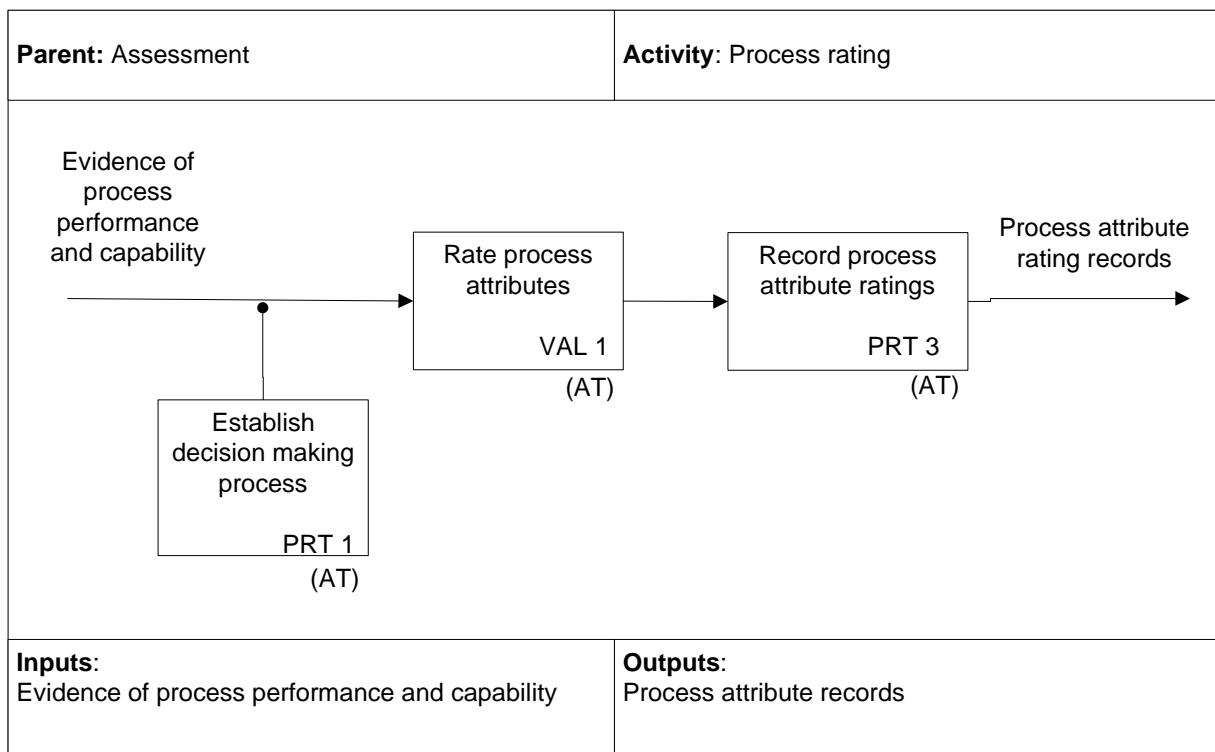 Parent: Assessment
Activity: Process rating
Evidence of
process
performance
and capability
Rate process
attributes
VAL 1
(AT)
Record process
attribute ratings
PRT 3
(AT)
Process attribute
rating records
Establish
decision making
process
PRT 1
(AT)
Inputs:
Evidence of process performance and capability
Outputs:
Process attribute records